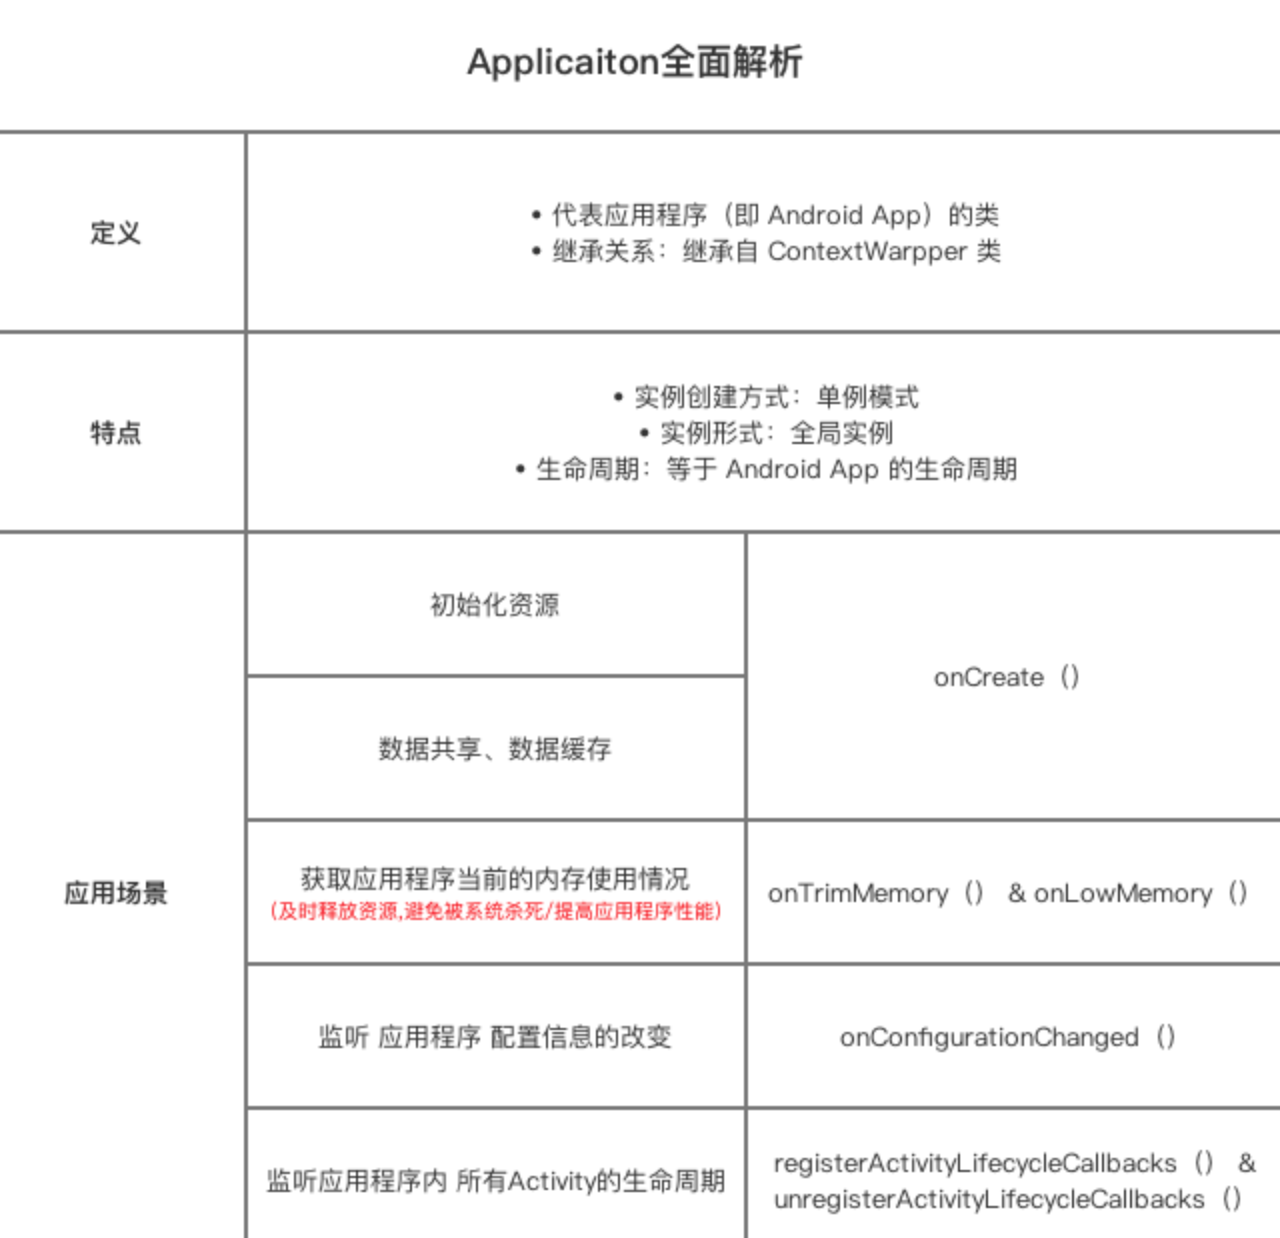 Applicaiton全面解析
定义
• 代表应用程序（即 Android App）的类
• 继承关系：继承自 ContextWarpper 类
特点
• 实例创建方式：单例模式
• 实例形式：全局实例
• 生命周期：等于 Android App 的生命周期
应用场景
初始化资源
onCreate（）
数据共享、数据缓存
获取应用程序当前的内存使用情况
（及时释放资源,避免被系统杀死/提高应用程序性能）
onTrimMemory（） & onLowMemory（）
监听 应用程序 配置信息的改变
onConfigurationChanged（）
监听应用程序内 所有Activity的生命周期
registerActivityLifecycleCallbacks（） &
unregisterActivityLifecycleCallbacks（）